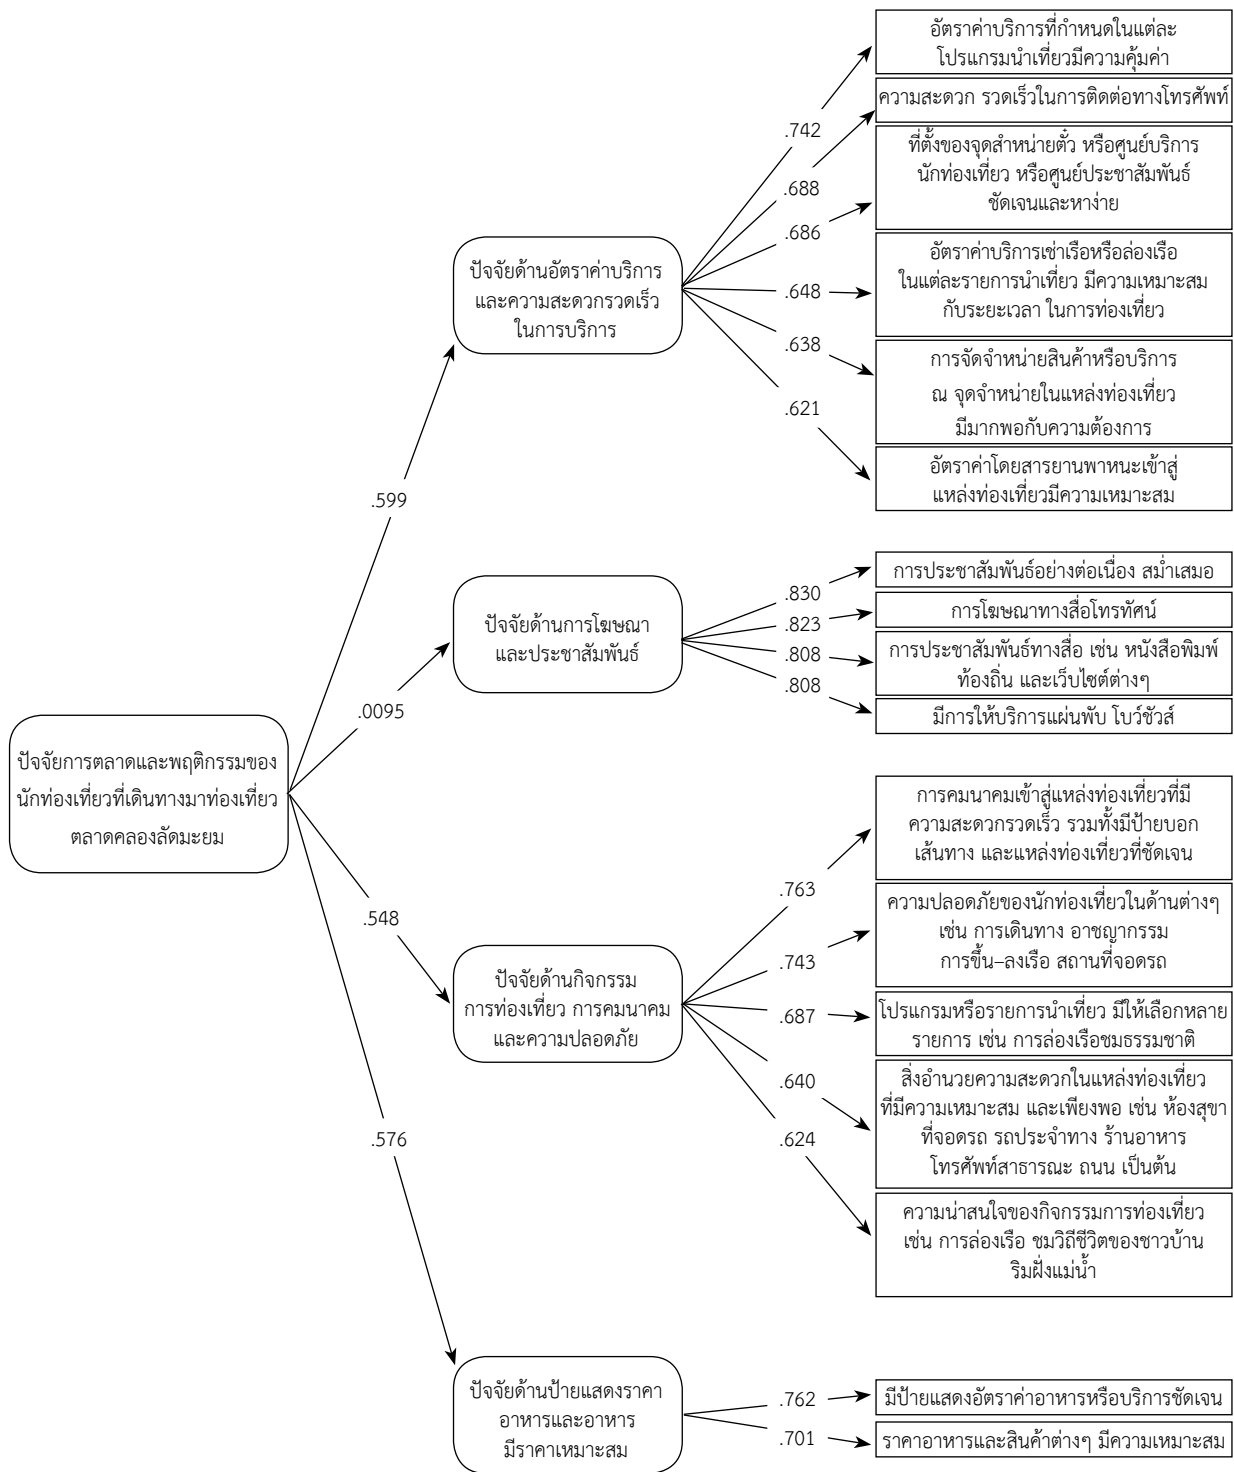 อัตราค่าบริการที่กำหนดในแต่ละ
โปรแกรมนำเที่ยวมีความคุ้มค่า
ความสะดวก รวดเร็วในการติดต่อทางโทรศัพท์
ที่ตั้งของจุดสำหน่ายตั๋ว หรือศูนย์บริการ
นักท่องเที่ยว หรือศูนย์ประชาสัมพันธ์
ชัดเจนและหาง่าย
อัตราค่าบริการเช่าเรือหรือล่องเรือ
ในแต่ละรายการนำเที่ยว มีความเหมาะสม
กับระยะเวลา ในการท่องเที่ยว
การจัดจำหน่ายสินค้าหรือบริการ
ณ จุดจำหน่ายในแหล่งท่องเที่ยว
มีมากพอกับความต้องการ
อัตราค่าโดยสารยานพาหนะเข้าสู่
แหล่งท่องเที่ยวมีความเหมาะสม
.742
.688
.686
.648
.638
.621
ปัจจัยด้านอัตราค่าบริการ
และความสะดวกรวดเร็ว
ในการบริการ
.599
การประชาสัมพันธ์อย่างต่อเนื่อง สม่ำเสมอ
การโฆษณาทางสื่อโทรทัศน์
การประชาสัมพันธ์ทางสื่อ เช่น หนังสือพิมพ์
ท้องถิ่น และเว็บไซต์ต่างๆ
มีการให้บริการแผ่นพับ โบว์ชัวส์
.830
.823
.808
.808
ปัจจัยด้านการโฆษณา
และประชาสัมพันธ์
.0095
ปัจจัยการตลาดและพฤติกรรมของ
นักท่องเที่ยวที่เดินทางมาท่องเที่ยว
ตลาดคลองลัดมะยม
การคมนาคมเข้าสู่แหล่งท่องเที่ยวที่มี
ความสะดวกรวดเร็ว รวมทั้งมีป้ายบอก
เส้นทาง และแหล่งท่องเที่ยวที่ชัดเจน
ความปลอดภัยของนักท่องเที่ยวในด้านต่างๆ
เช่น การเดินทาง อาชญากรรม
การขึ้น–ลงเรือ สถานที่จอดรถ
โปรแกรมหรือรายการนำเที่ยว มีให้เลือกหลาย
รายการ เช่น การล่องเรือชมธรรมชาติ
สิ่งอำนวยความสะดวกในแหล่งท่องเที่ยว
ที่มีความเหมาะสม และเพียงพอ เช่น ห้องสุขา
ที่จอดรถ รถประจำทาง ร้านอาหาร
โทรศัพท์สาธารณะ ถนน เป็นต้น
ความน่าสนใจของกิจกรรมการท่องเที่ยว
เช่น การล่องเรือ ชมวิถีชีวิตของชาวบ้าน
ริมฝั่งแม่น้ำ
.763
.743
.687
.640
.624
.548
ปัจจัยด้านกิจกรรม
การท่องเที่ยว การคมนาคม
และความปลอดภัย
.576
ปัจจัยด้านป้ายแสดงราคา
อาหารและอาหาร
มีราคาเหมาะสม
.762
.701
มีป้ายแสดงอัตราค่าอาหารหรือบริการชัดเจน
ราคาอาหารและสินค้าต่างๆ มีความเหมาะสม